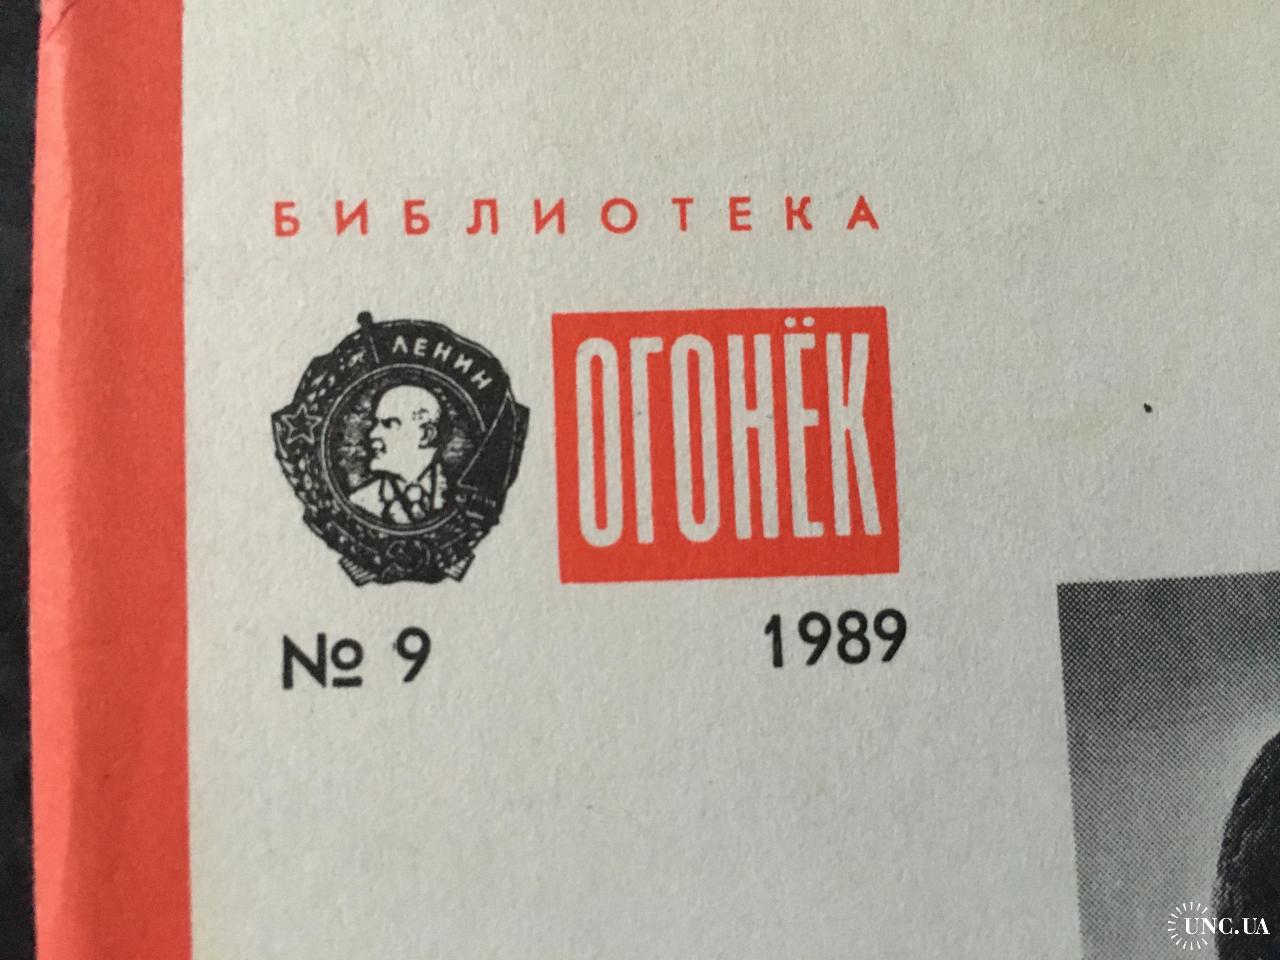 БИБЛИОТЕКА
ЛЕНИН
ОГОНЁК
№ 9
1989
UNC.UA